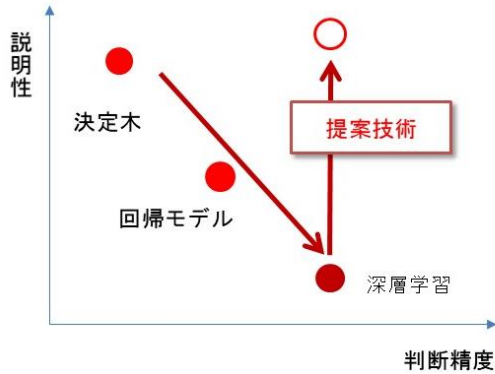 説明性
決定木
提案技術
回帰モデル
深層学習
判断精度